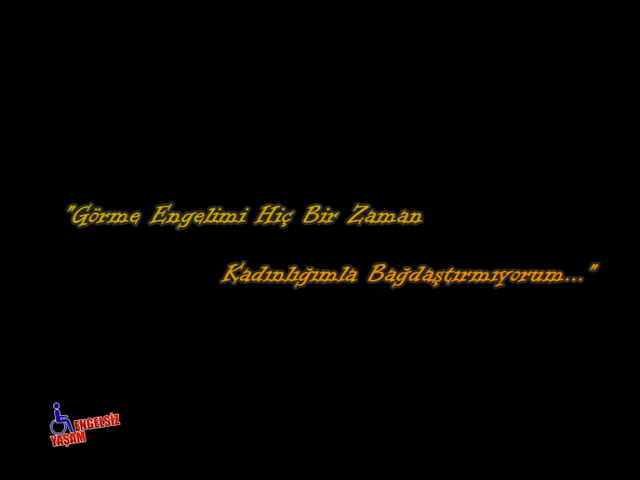 "Görme Engelimi Hiç Bir Zaman
Kadınlığımla Bağdaştırmıyorum..."
ENGELSİZ
YAŞAM